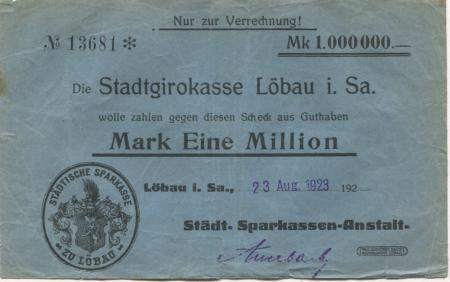 Nur zur Verrechnung!
№ 13681 * Mk 1.000000.—
Die Stadtgirokasse Löbau i. Sa.
wolle zahlen gegen diesen Scheck aus Guthaben
Mark Eine Million
Löbau i. Sa., 23 Aug. 1923 192
Städt. Sparkassen-Anstalt.
STÄDTISCHE SPARKASSE
* ZU LÖBAU *